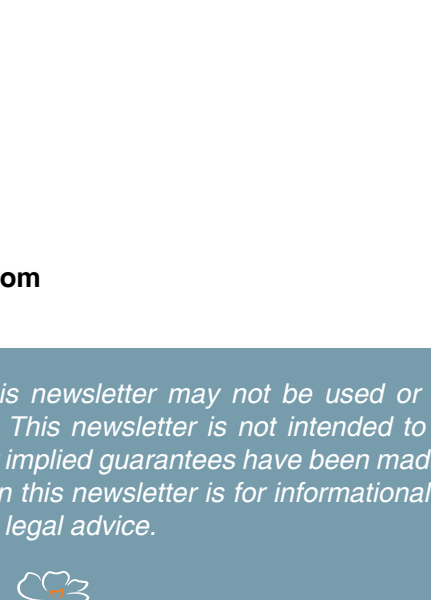 om
is newsletter may not be used or
This newsletter is not intended to
implied guarantees have been mad
n this newsletter is for informational
legal advice.